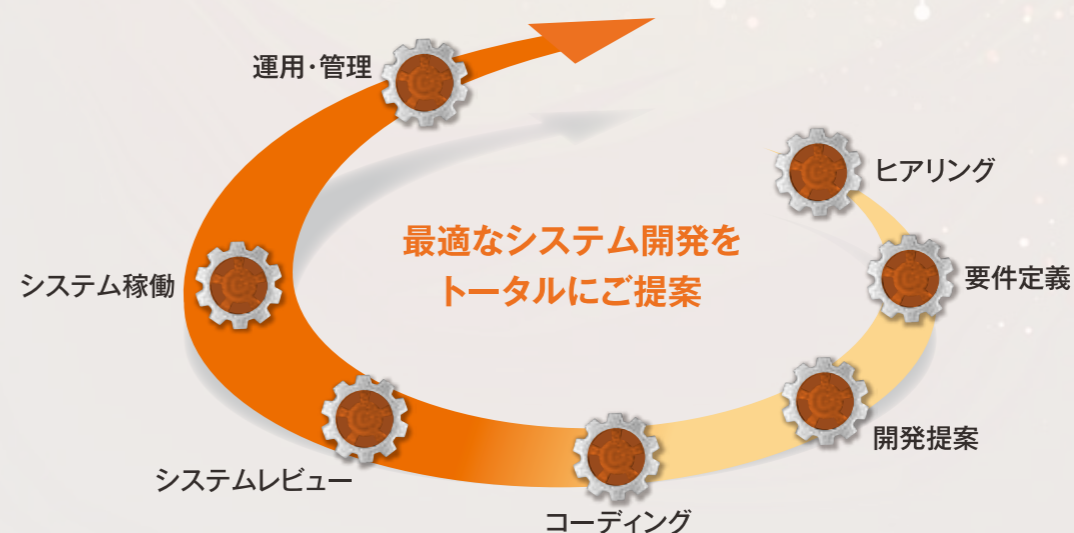 運用・管理
ヒアリング
最適なシステム開発を
トータルにご提案
システム稼働
要件定義
開発提案
システムレビュー
コーディング